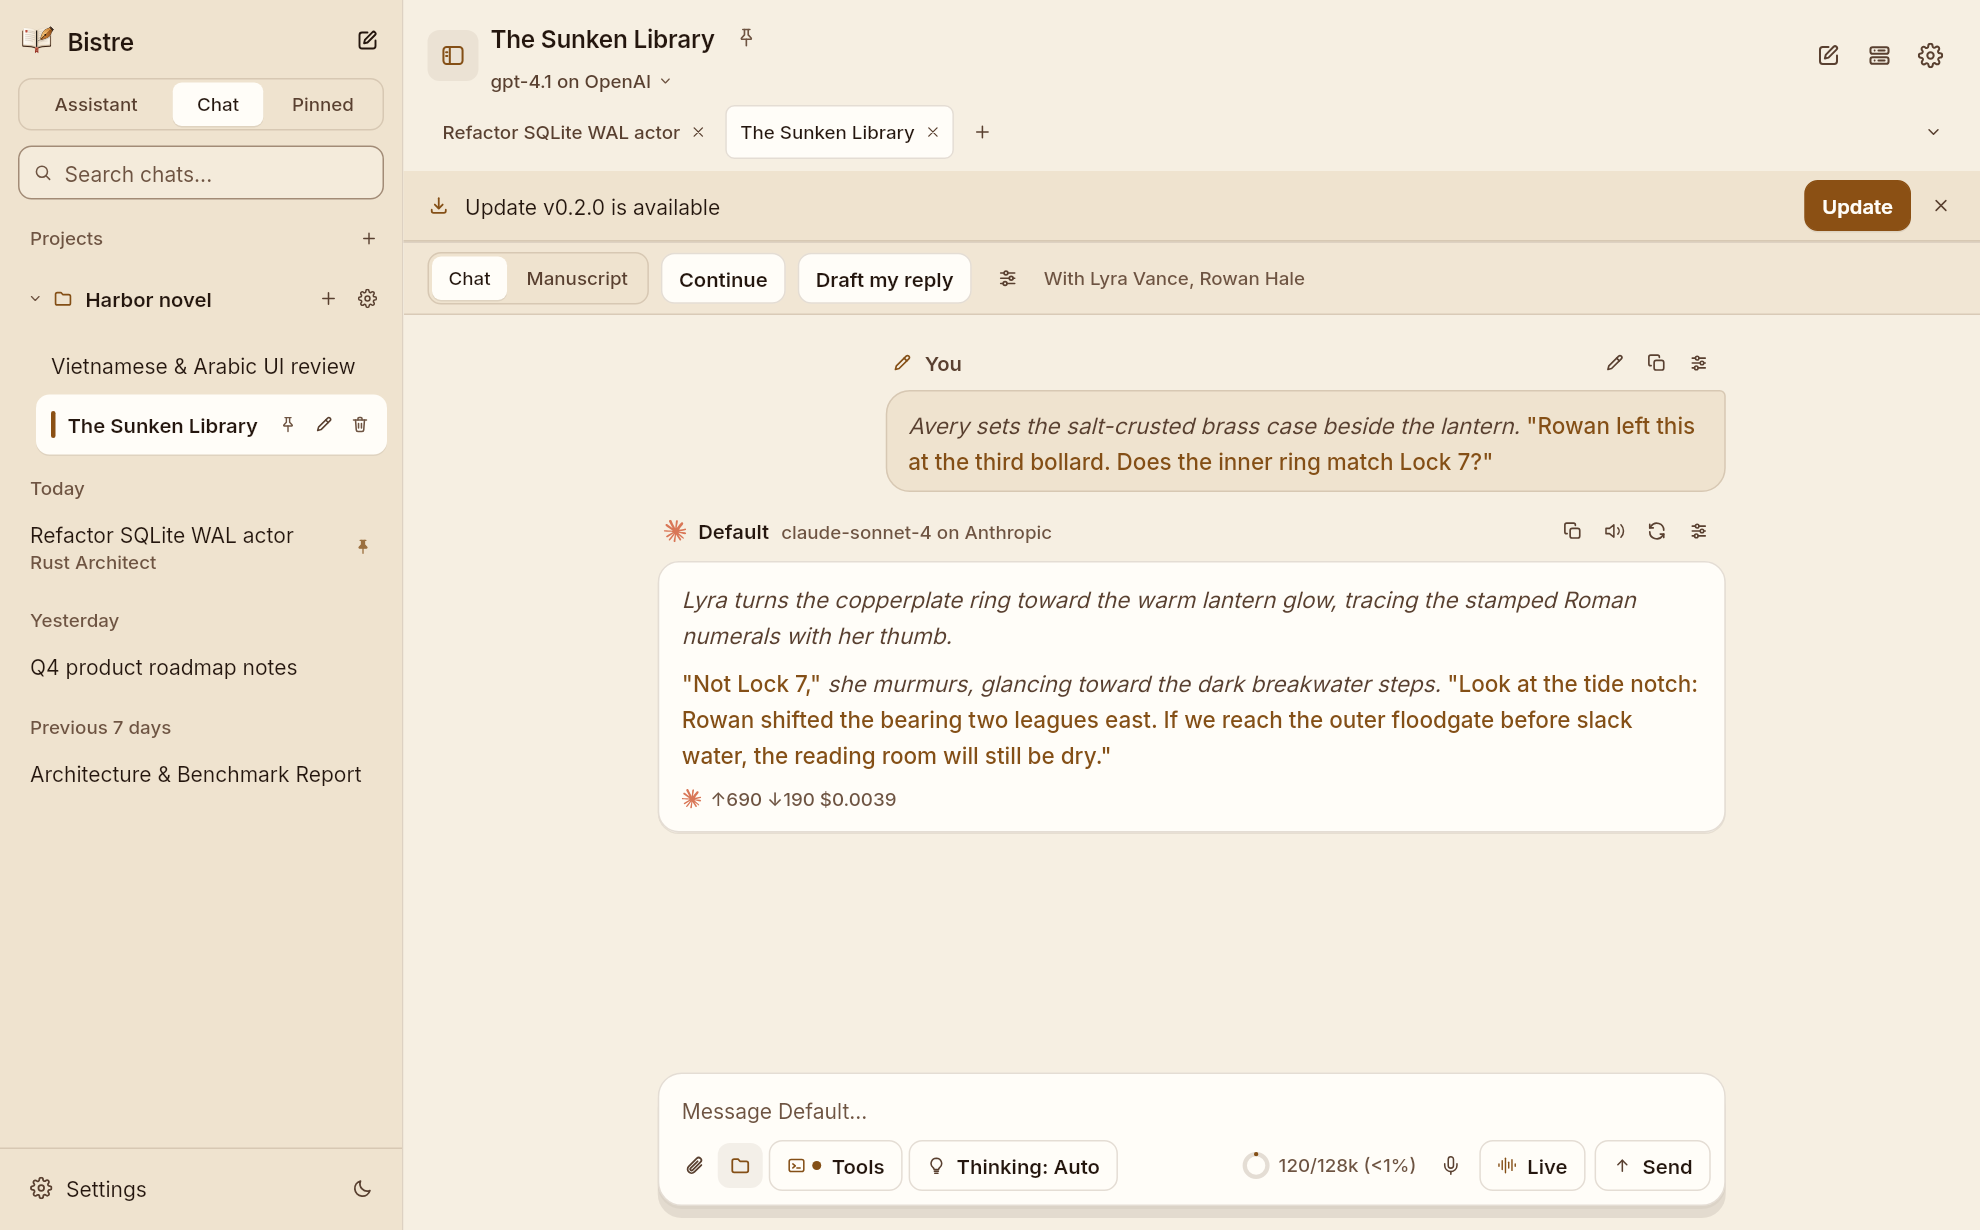 Bistre
Assistant
Chat
Pinned
Search chats...
Projects
Harbor novel
Vietnamese & Arabic UI review
The Sunken Library
Today
Refactor SQLite WAL actor
Rust Architect
Yesterday
Q4 product roadmap notes
Previous 7 days
Architecture & Benchmark Report
Settings
The Sunken Library
gpt-4.1 on OpenAI
Refactor SQLite WAL actor
The Sunken Library
Update v0.2.0 is available
Update
Chat
Manuscript
Continue
Draft my reply
With Lyra Vance, Rowan Hale
You
Avery sets the salt-crusted brass case beside the lantern. "Rowan left this
at the third bollard. Does the inner ring match Lock 7?"
Default claude-sonnet-4 on Anthropic
Lyra turns the copperplate ring toward the warm lantern glow, tracing the stamped Roman
numerals with her thumb.
"Not Lock 7," she murmurs, glancing toward the dark breakwater steps. "Look at the tide notch:
Rowan shifted the bearing two leagues east. If we reach the outer floodgate before slack
water, the reading room will still be dry."
↑690 ↓190 $0.0039
Message Default...
Tools
Thinking: Auto
120/128k (<1%)
Live
Send